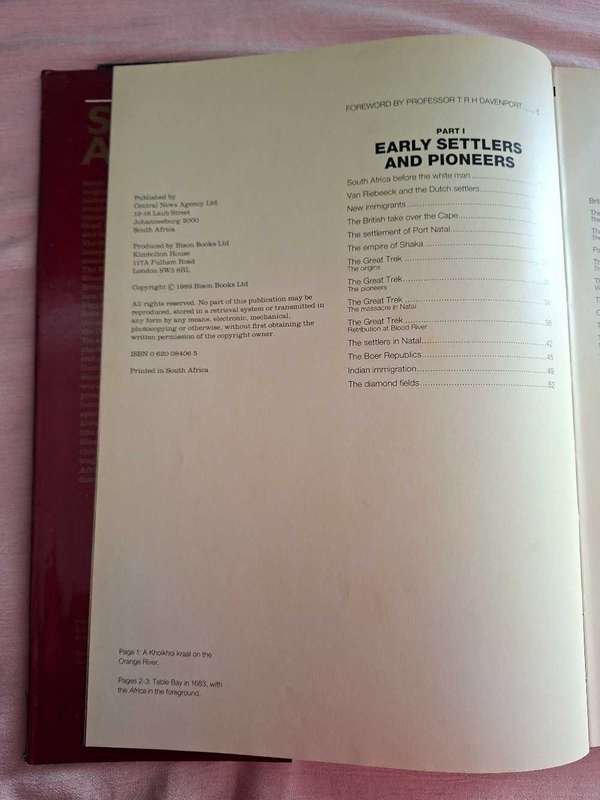 FOREWORD BY PROFESSOR T R H DAVENPORT
PART I
EARLY SETTLERS
AND PIONEERS
South Africa before the white man
Van Riebeeck and the Dutch settlers
New immigrants
The British take over the Cape
The settlement of Port Natal
The empire of Shaka
The Great Trek
The origins
The Great Trek
The pioneers
The Great Trek
The massacre in Natal
The Great Trek
Retribution at Blood River
The settlers in Natal 42
The Boer Republics 45
Indian immigration 49
The diamond fields 52
Published by
Central News Agency Ltd
Laub Street
Johannesburg 2000
South Africa
Produced by Bison Books Ltd
Kimbolton House
117A Fulham Road
London SW3 6RL
Copyright © 1989 Bison Books Ltd
All rights reserved. No part of this publication may be
reproduced, stored in a retrieval system or transmitted in
any form by any means, electronic, mechanical,
photocopying or otherwise, without first obtaining the
written permission of the copyright owner.
ISBN 0 620 08406 5
Printed in South Africa
Page 1: A Khoikhoi kraal on the
Orange River.
Pages 2-3: Table Bay in 1683, with
the Africa in the foreground.